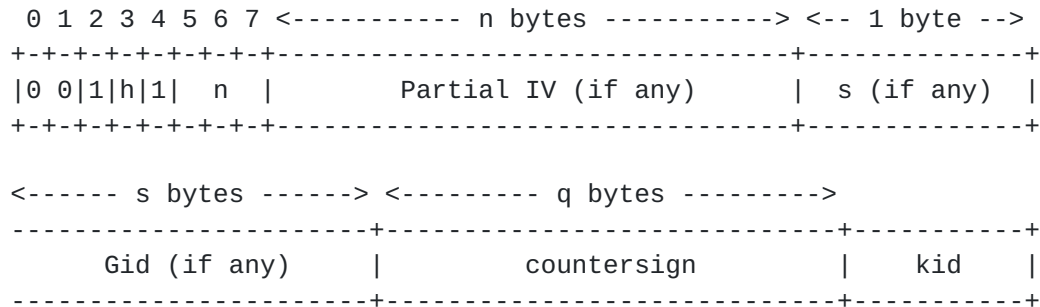 0 1 2 3 4 5 6 7 <----------- n bytes -----------> <-- 1 byte -->
+-+-+-+-+-+-+-+-+---------------------------------+--------------+
|0 0|1|h|1|  n  |        Partial IV (if any)      |  s (if any)  |
+-+-+-+-+-+-+-+-+---------------------------------+--------------+
<------ s bytes ------> <--------- q bytes --------->
-----------------------+-----------------------------+-----------+
      Gid (if any)     |         countersign         |    kid    |
-----------------------+-----------------------------+-----------+